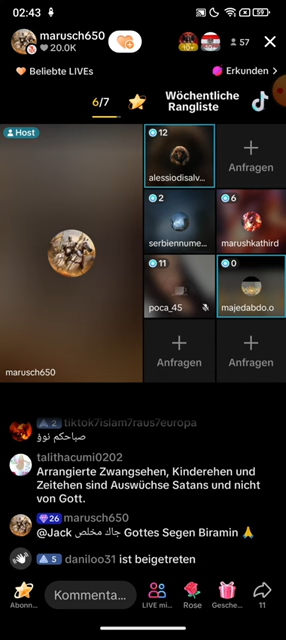 02:43
59
marusch650
20.0K
10+
10+
57
Beliebte LIVEs
Erkunden >
6/7
Wöchentliche
Rangliste
Host
12
alessiodisalv...
Anfragen
2
serbiennume...
6
marushkathird
11
poca_45
0
majedabdo.o
marusch650
Anfragen
Anfragen
2 tiktok7islam7raus7europa
صباحكم نوؤ
talithacumi0202
Arrangierte Zwangsehen, Kinderehen und
Zeitehen sind Auswüchse Satans und nicht
von Gott.
26 marusch650
@Jack جاك مخلص Gottes Segen Biramin 🙏
5 daniloo31 ist beigetreten
Abonn...
Kommenta...
LIVE mi...
Rose
Gesche...
11